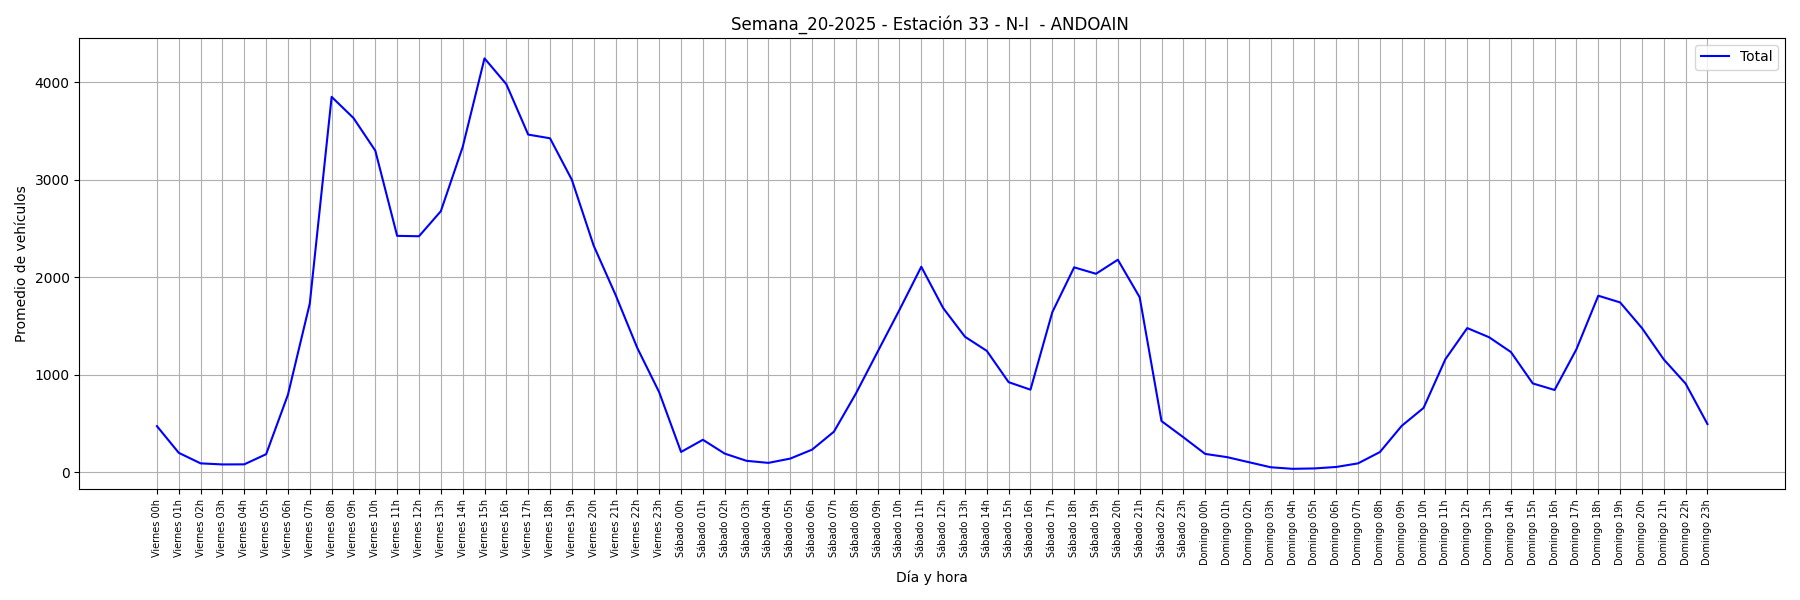 Semana_20-2025 - Estación 33 - N-I  - ANDOAIN
Total
Promedio de vehículos
4000
3000
2000
1000
0
Viernes 00h
Viernes 01h
Viernes 02h
Viernes 03h
Viernes 04h
Viernes 05h
Viernes 06h
Viernes 07h
Viernes 08h
Viernes 09h
Viernes 10h
Viernes 11h
Viernes 12h
Viernes 13h
Viernes 14h
Viernes 15h
Viernes 16h
Viernes 17h
Viernes 18h
Viernes 19h
Viernes 20h
Viernes 21h
Viernes 22h
Viernes 23h
Sábado 00h
Sábado 01h
Sábado 02h
Sábado 03h
Sábado 04h
Sábado 05h
Sábado 06h
Sábado 07h
Sábado 08h
Sábado 09h
Sábado 10h
Sábado 11h
Sábado 12h
Sábado 13h
Sábado 14h
Sábado 15h
Sábado 16h
Sábado 17h
Sábado 18h
Sábado 19h
Sábado 20h
Sábado 21h
Sábado 22h
Sábado 23h
Domingo 00h
Domingo 01h
Domingo 02h
Domingo 03h
Domingo 04h
Domingo 05h
Domingo 06h
Domingo 07h
Domingo 08h
Domingo 09h
Domingo 10h
Domingo 11h
Domingo 12h
Domingo 13h
Domingo 14h
Domingo 15h
Domingo 16h
Domingo 17h
Domingo 18h
Domingo 19h
Domingo 20h
Domingo 21h
Domingo 22h
Domingo 23h
Día y hora